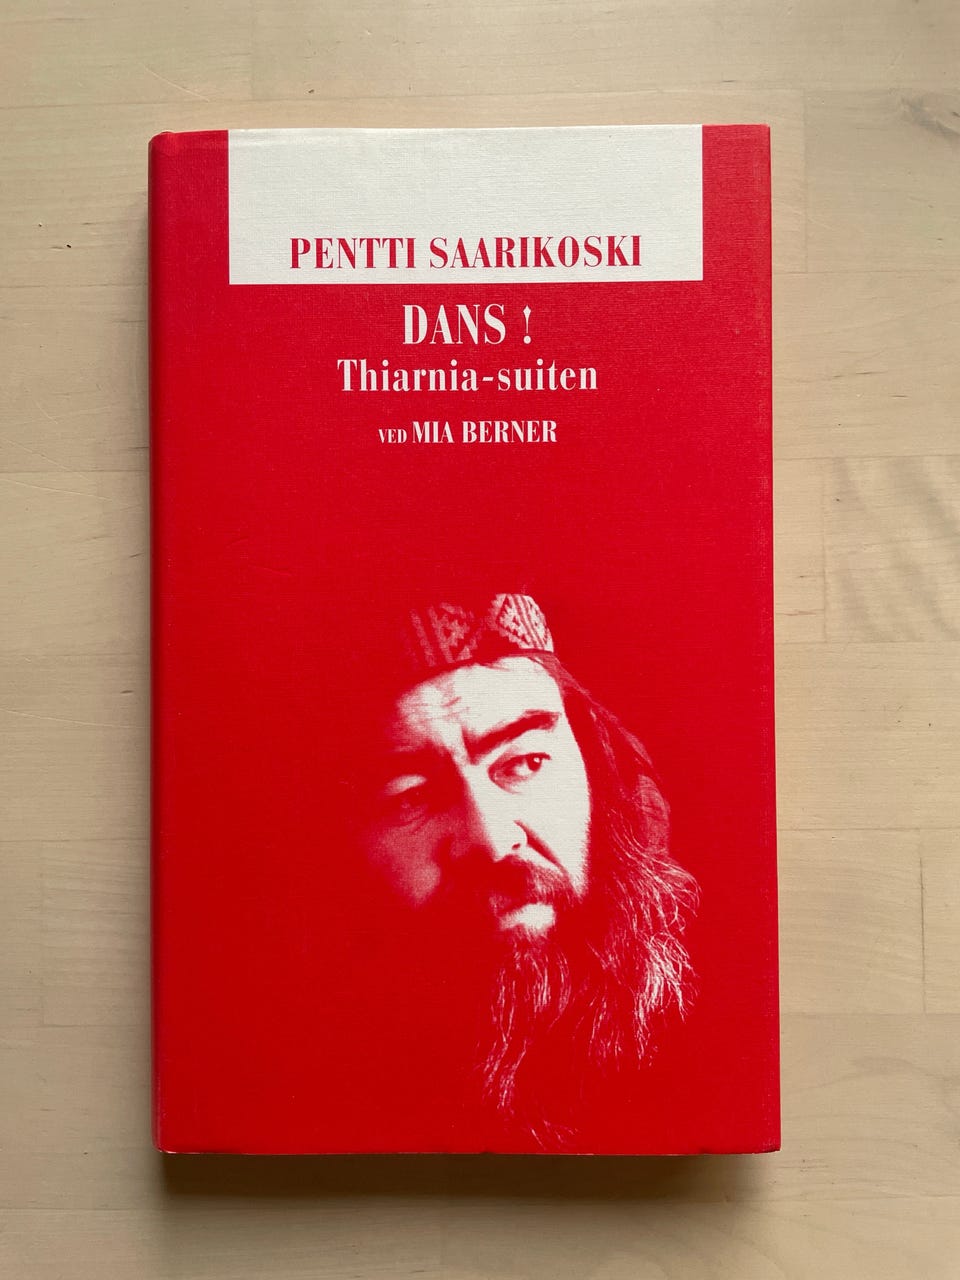 PENTTI SAARIKOSKI
DANS !
Thiarnia-suiten
VED MIA BERNER